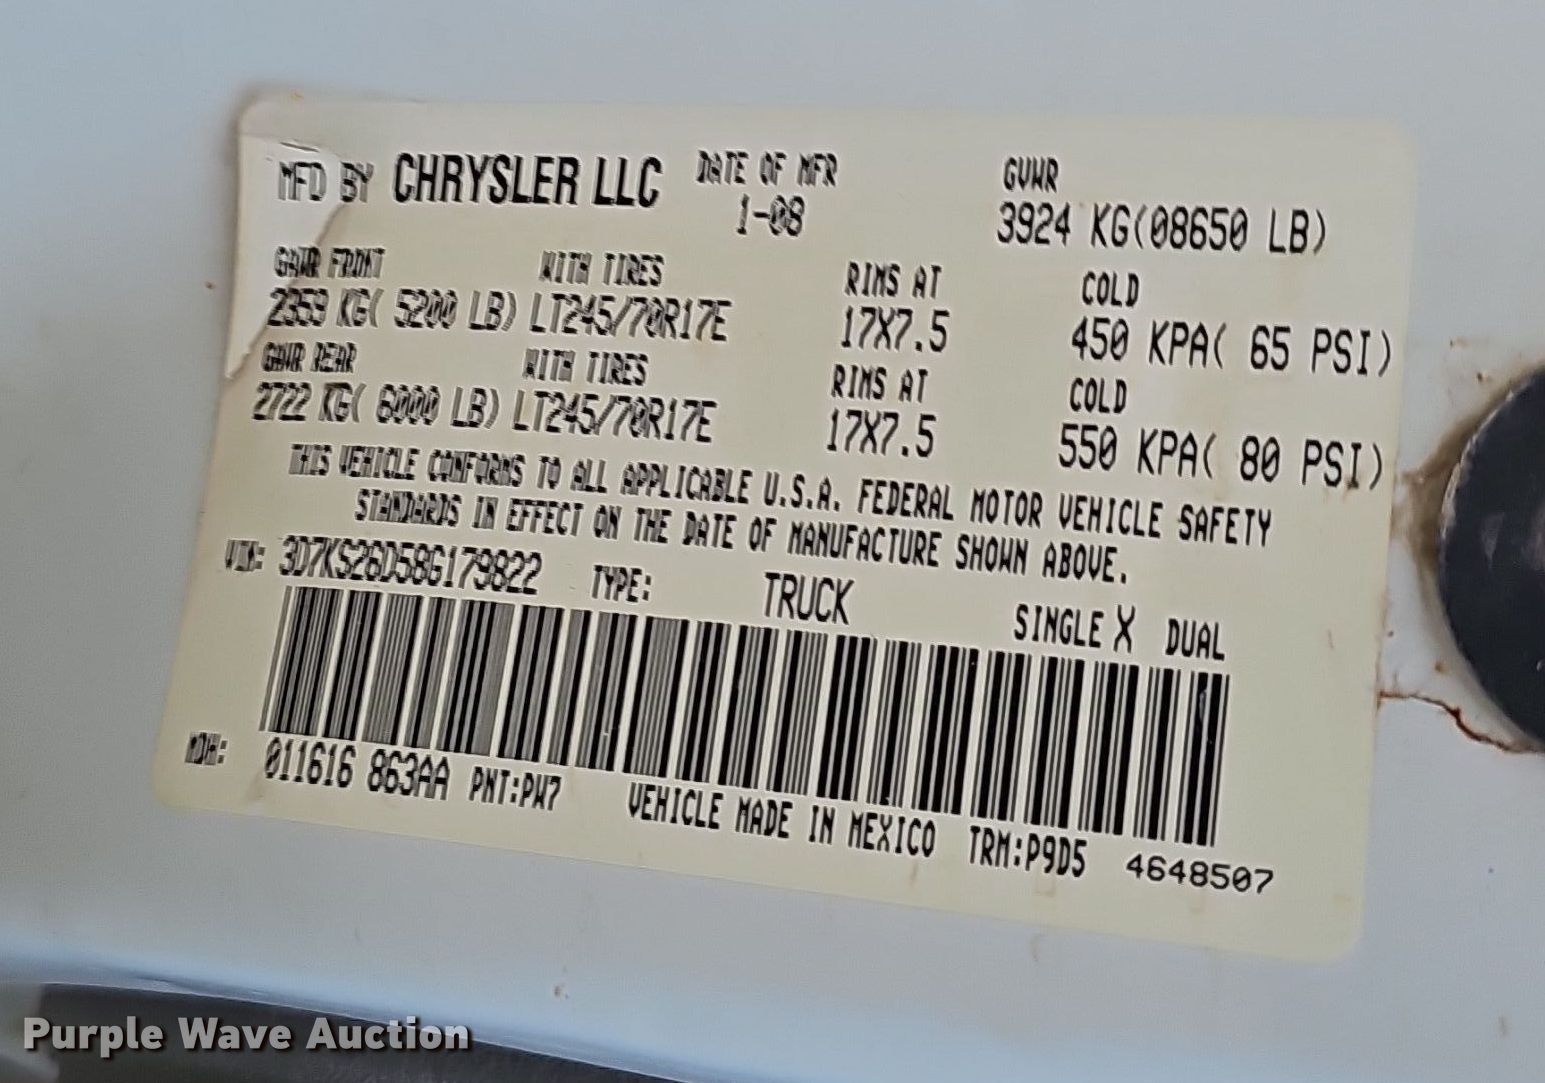 MFD BY CHRYSLER LLC DATE OF MFR GVWR
1-08 3924 KG(08650 LB)
GAWR FRONT WITH TIRES RIMS AT COLD
2359 KG( 5200 LB) LT245/70R17E 17X7.5 450 KPA( 65 PSI)
GAWR REAR WITH TIRES RIMS AT COLD
2722 KG( 6000 LB) LT245/70R17E 17X7.5 550 KPA( 80 PSI)
THIS VEHICLE CONFORMS TO ALL APPLICABLE U.S.A. FEDERAL MOTOR VEHICLE SAFETY
STANDARDS IN EFFECT ON THE DATE OF MANUFACTURE SHOWN ABOVE.
VIN: 3D7KS26D58G179822 TYPE: TRUCK SINGLE X DUAL
MDH: 011616 863AA PNT:PW7 VEHICLE MADE IN MEXICO TRM:P9D5 4648507
Purple Wave Auction